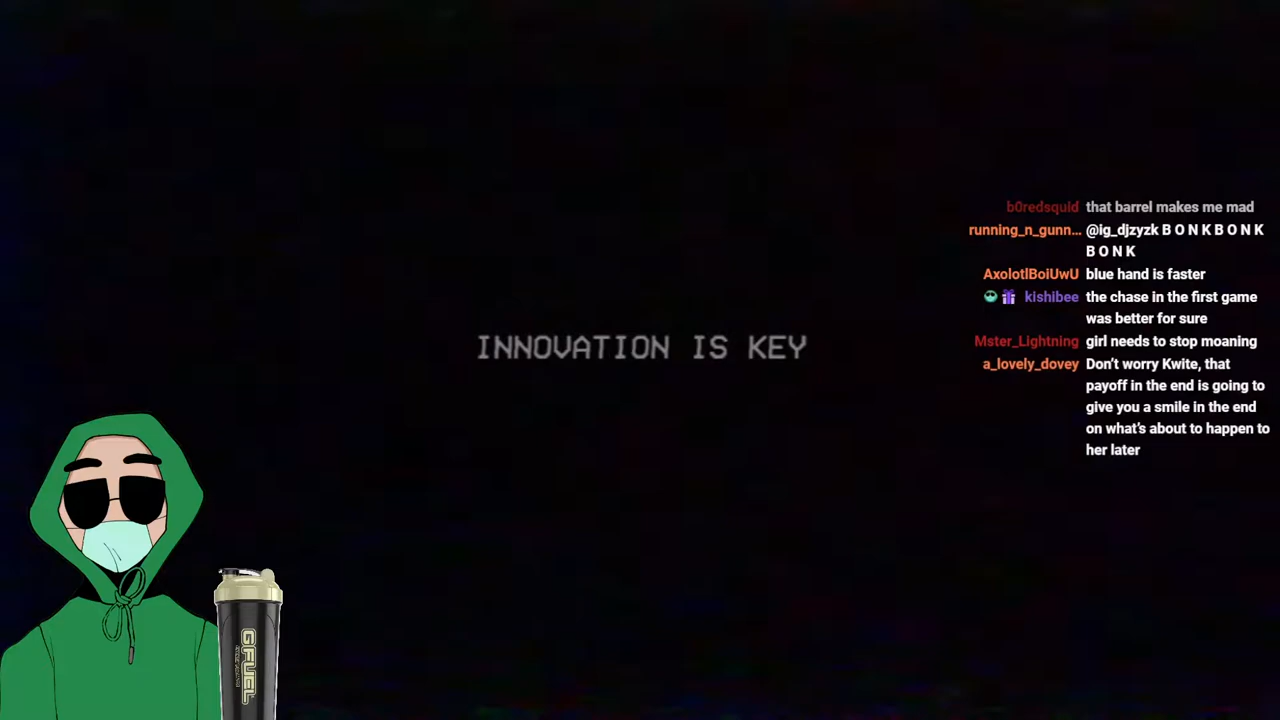 b0redsquid that barrel makes me mad
running_n_gunn... @ig_djzyzk B O N K B O N K
B O N K
AxolotlBoiUwU blue hand is faster
kishibee the chase in the first game
was better for sure
Mster_Lightning girl needs to stop moaning
a_lovely_dovey Don't worry Kwite, that
payoff in the end is going to
give you a smile in the end
on what's about to happen to
her later
INNOVATION IS KEY
GFUEL